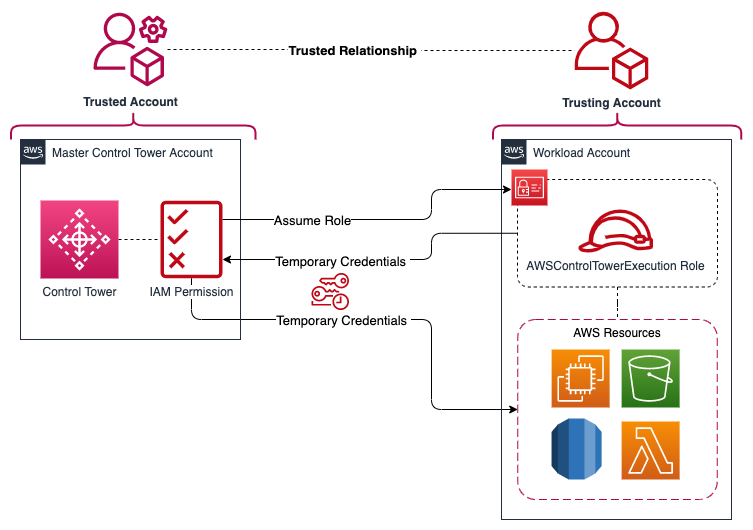 Trusted Relationship
Trusted Account
Trusting Account
aws
Master Control Tower Account
aws
Workload Account
Assume Role
AWSControlTowerExecution Role
Temporary Credentials
Control Tower
IAM Permission
Temporary Credentials
AWS Resources